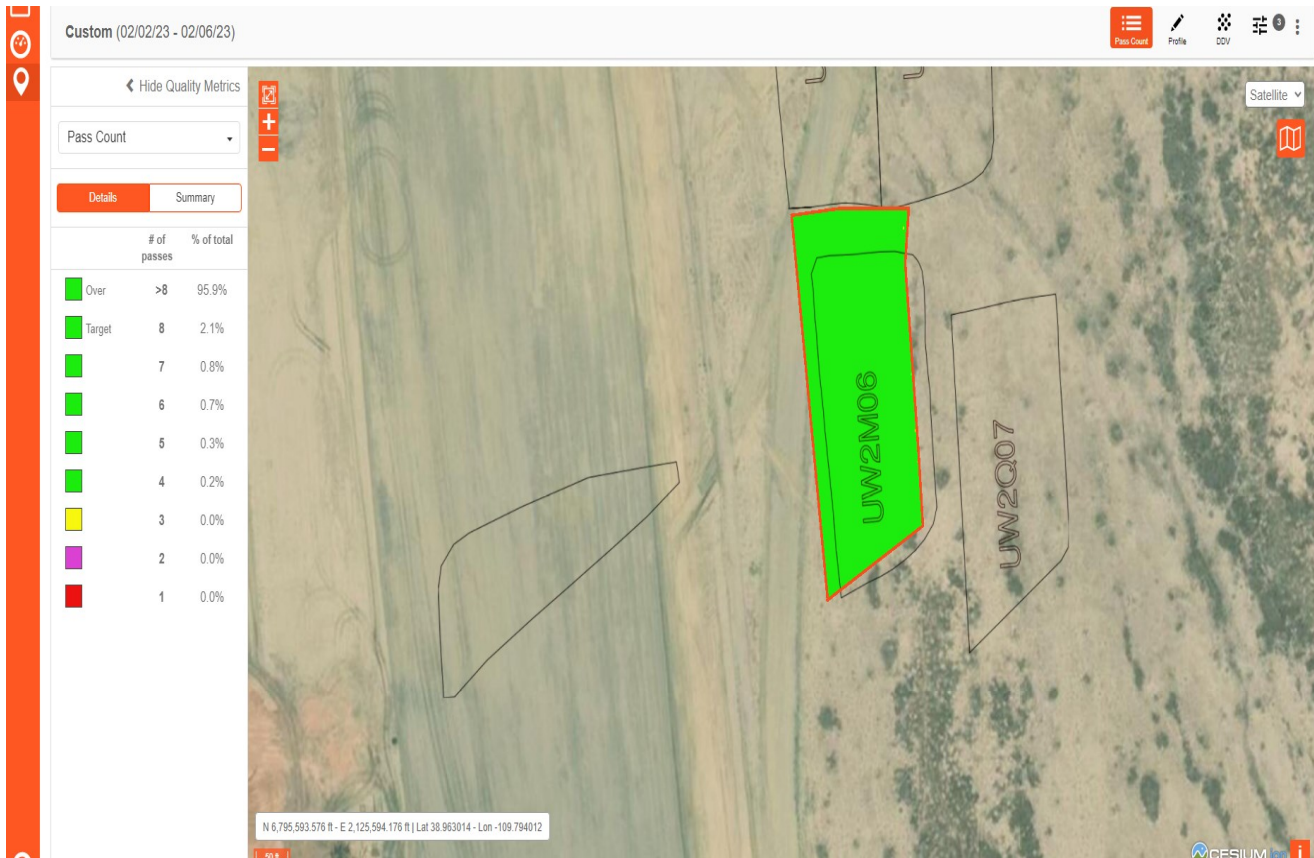 Custom (02/02/23 - 02/06/23)
Pass Count
Profile
DDV
3
Hide Quality Metrics
Pass Count
Details
Summary
# of passes
% of total
Over >8 95.9%
Target 8 2.1%
7 0.8%
6 0.7%
5 0.3%
4 0.2%
3 0.0%
2 0.0%
1 0.0%
Satellite
UW2M06
UW2Q07
N 6,795,593.576 ft - E 2,125,594.176 ft | Lat 38.963014 - Lon -109.794012
50 ft
CESIUM ion
i